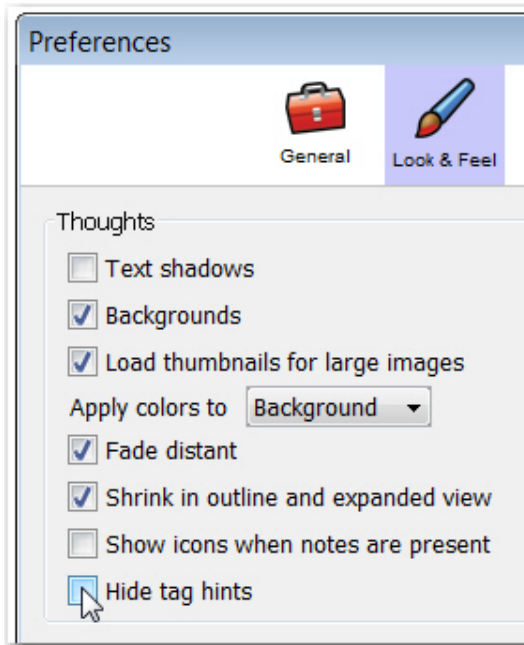 Preferences
General
Look & Feel
Thoughts
Text shadows
Backgrounds
Load thumbnails for large images
Apply colors to Background
Fade distant
Shrink in outline and expanded view
Show icons when notes are present
Hide tag hints